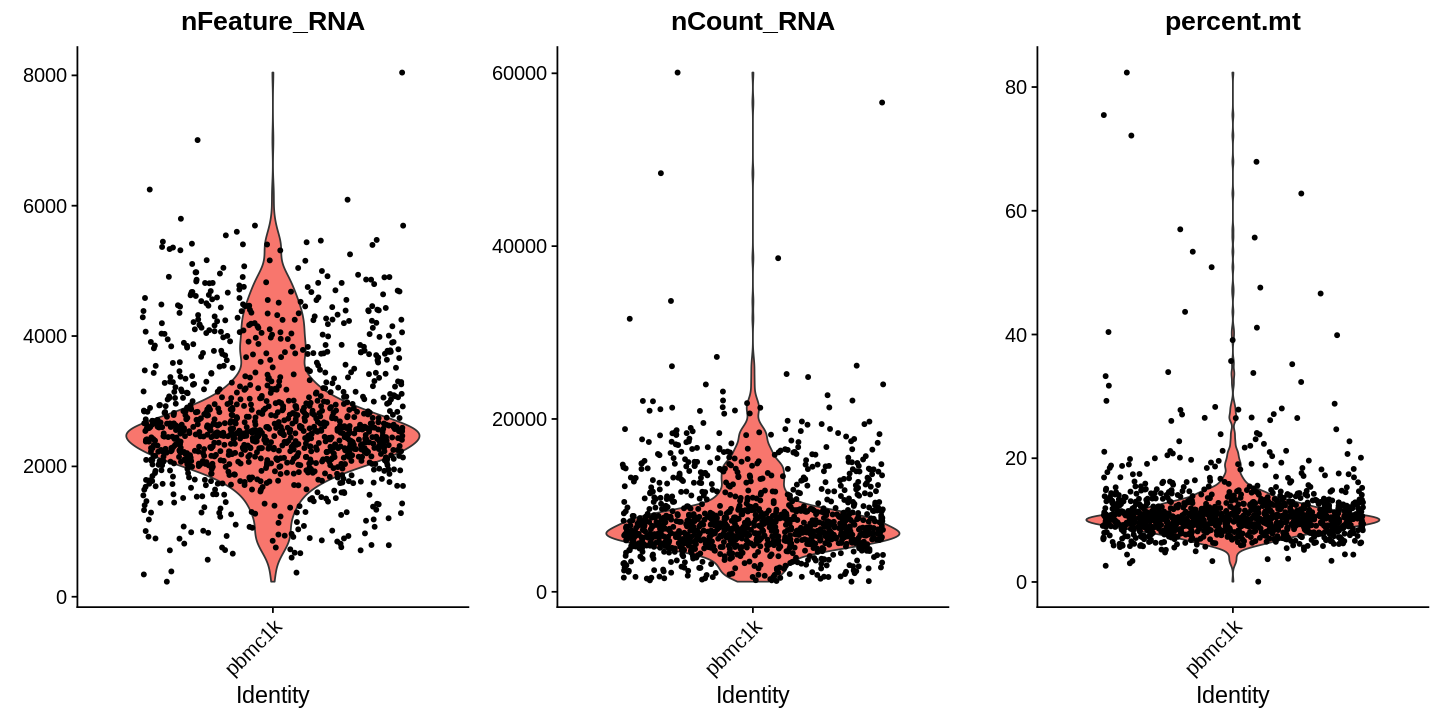 nFeature_RNA
8000
6000
4000
2000
0
pbmc1k
Identity
nCount_RNA
60000
40000
20000
0
pbmc1k
Identity
percent.mt
80
60
40
20
0
pbmc1k
Identity